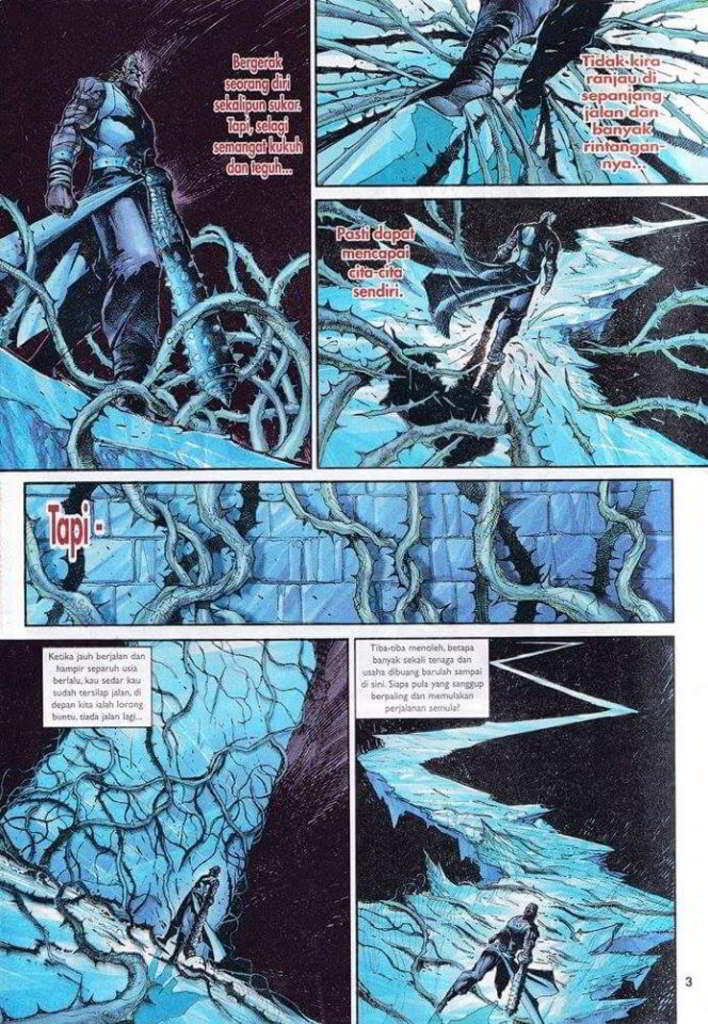 Bergerak
seorang diri
sekalipun sukar.
Tapi, selagi
semangat kukuh
dan teguh...
Tidak kira
ranjau di
sepanjang
jalan dan
banyak
rintangan-
nya...
Pasti dapat
mencapai
cita-cita
sendiri.
Tapi -
Ketika jauh berjalan dan
hampir separuh usia
berlalu, kau sedar kau
sudah tersilap jalan, di
depan kita ialah lorong
buntu, tiada jalan lagi...
Tiba-tiba menoleh, betapa
banyak sekali tenaga dan
usaha dibuang barulah sampai
di sini. Siapa pula yang sanggup
berpaling dan memulakan
perjalanan semula?
3